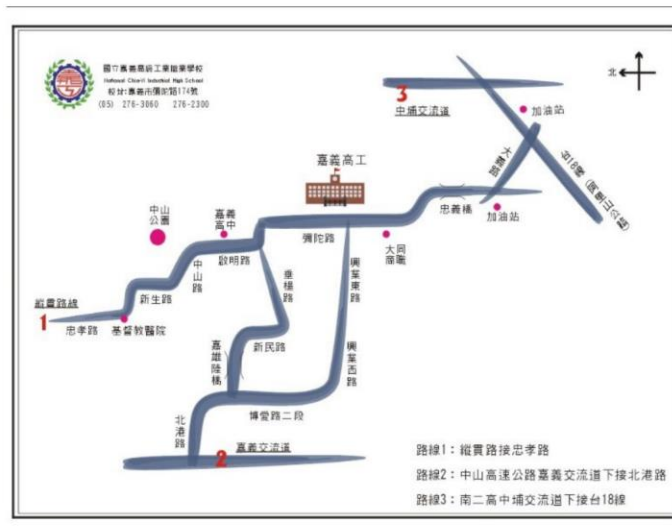 國立嘉義高級工業職業學校
National Chiayi Industrial High School
校址:嘉義市彌陀路174號
(05) 276-3060 276-2300
北
3
中埔交流道
加油站
大義路
台18線(阿里山公路)
嘉義高工
中山
公園
嘉義
高中
忠義橋
加油站
彌陀路
大同
商職
啟明路
中山路
垂楊路
興業東路
新生路
縱貫路線
1
忠孝路
基督教醫院
嘉雄陸橋
新民路
興業西路
北港路
博愛路二段
嘉義交流道
2
路線1：縱貫路接忠孝路
路線2：中山高速公路嘉義交流道下接北港路
路線3：南二高中埔交流道下接台18線